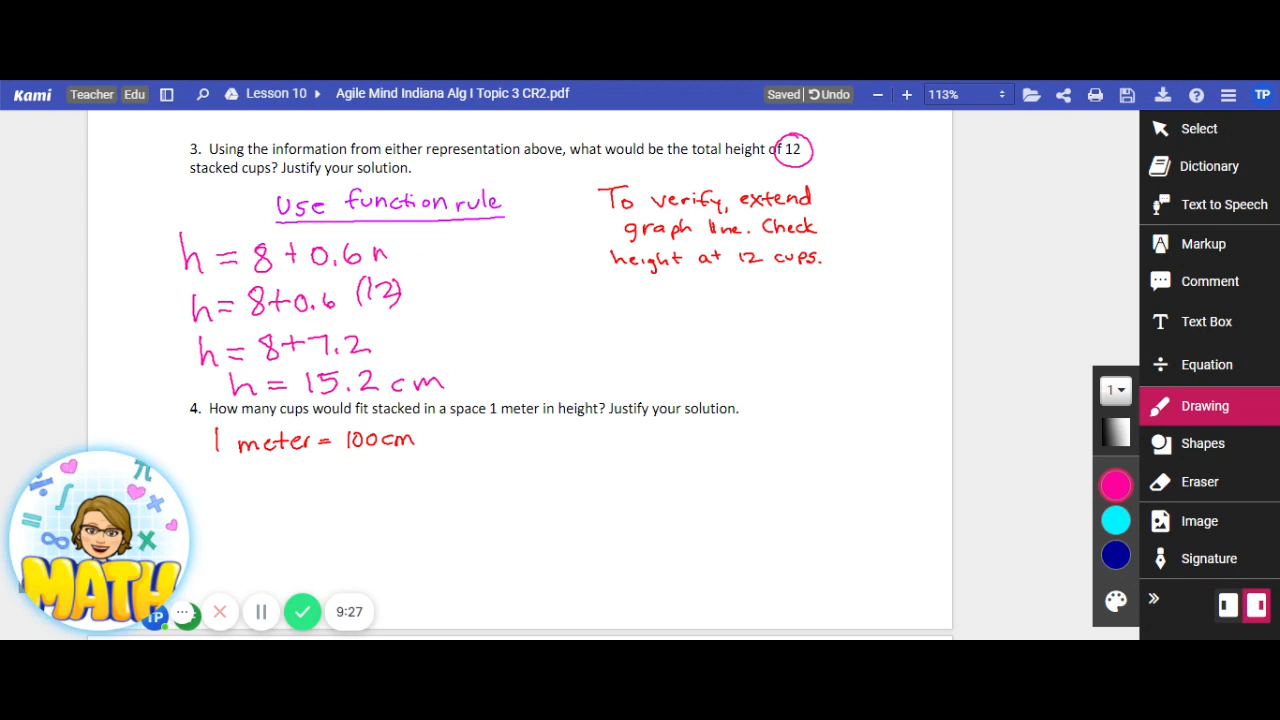 Kami Teacher Edu Lesson 10 Agile Mind Indiana Alg I Topic 3 CR2.pdf Saved Undo 113% TP
3. Using the information from either representation above, what would be the total height of 12
stacked cups? Justify your solution.
Use function rule
h = 8 + 0.6 n
h = 8 + 0.6 (12)
h = 8 + 7.2
h = 15.2 cm
To verify, extend
graph line. Check
height at 12 cups.
4. How many cups would fit stacked in a space 1 meter in height? Justify your solution.
1 meter = 100 cm
MATH
TP
9:27
Select
Dictionary
Text to Speech
Markup
Comment
Text Box
Equation
1
Drawing
Shapes
Eraser
Image
Signature